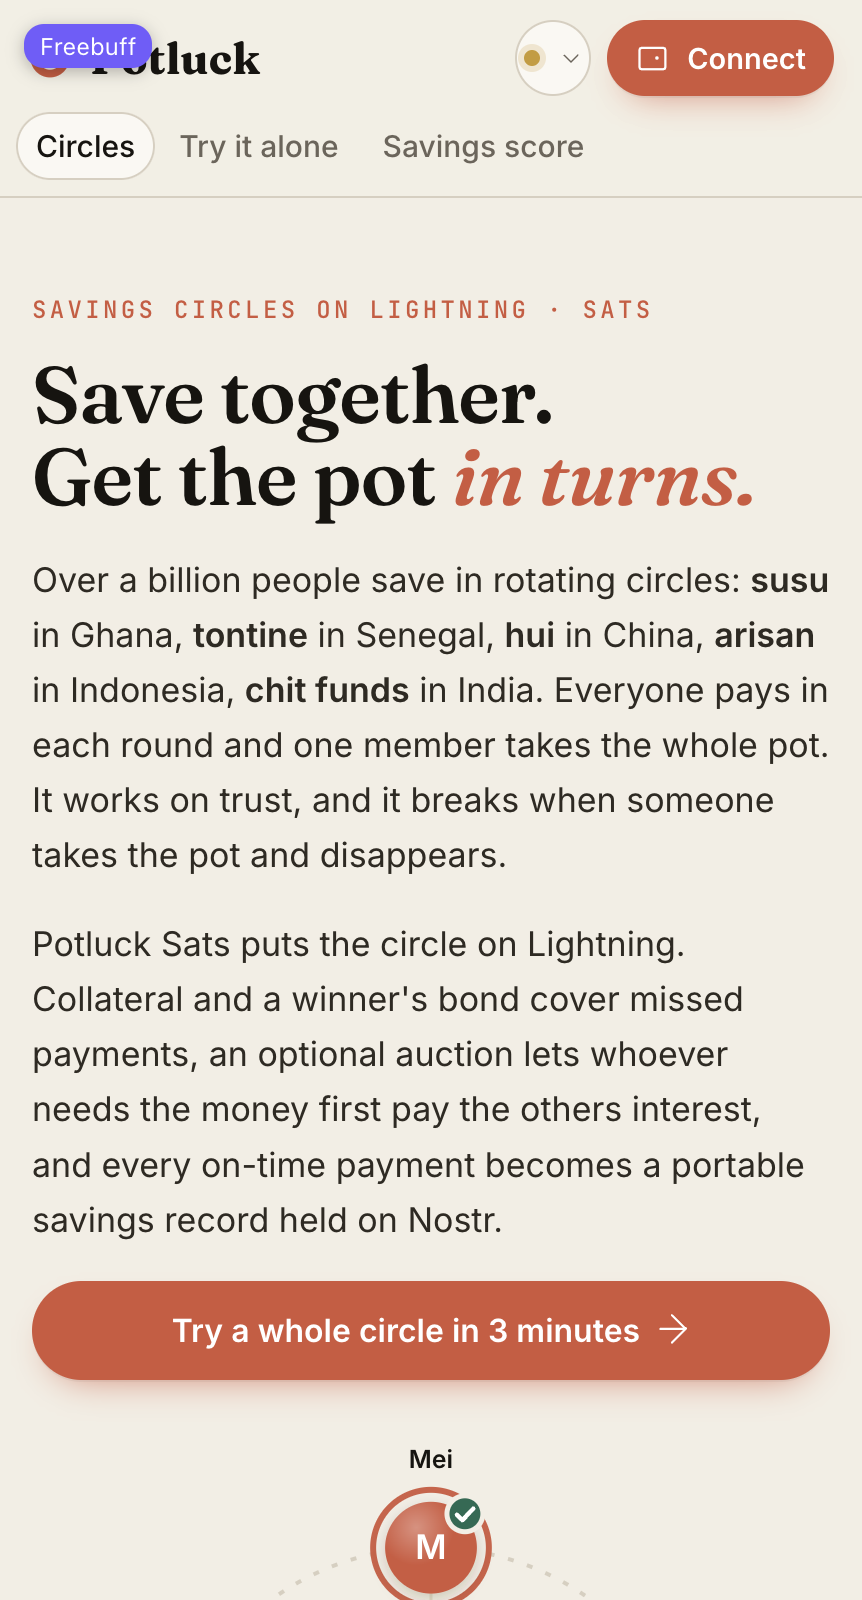 Freebuff
Potluck
Connect
Circles
Try it alone
Savings score
SAVINGS CIRCLES ON LIGHTNING · SATS
Save together.
Get the pot in turns.
Over a billion people save in rotating circles: susu
in Ghana, tontine in Senegal, hui in China, arisan
in Indonesia, chit funds in India. Everyone pays in
each round and one member takes the whole pot.
It works on trust, and it breaks when someone
takes the pot and disappears.
Potluck Sats puts the circle on Lightning.
Collateral and a winner's bond cover missed
payments, an optional auction lets whoever
needs the money first pay the others interest,
and every on-time payment becomes a portable
savings record held on Nostr.
Try a whole circle in 3 minutes →
Mei
M